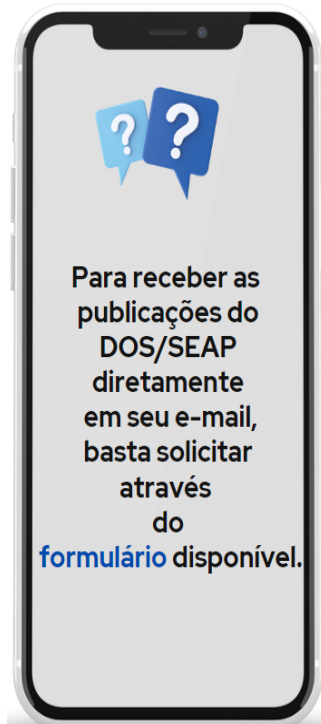 ? ?
Para receber as
publicações do
DOS/SEAP
diretamente
em seu e-mail,
basta solicitar
através
do
formulário disponível.